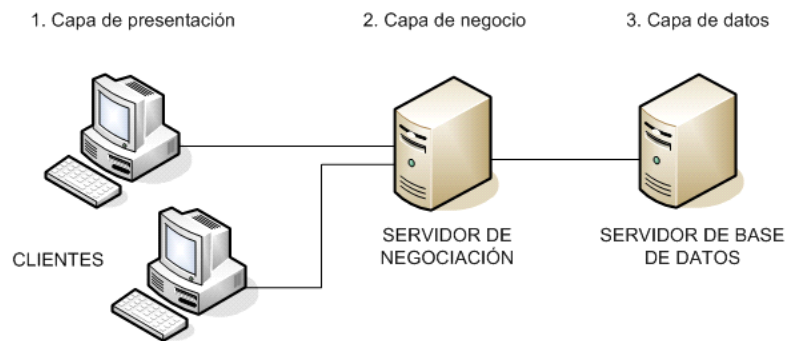 1. Capa de presentación
2. Capa de negocio
3. Capa de datos
CLIENTES
SERVIDOR DE
NEGOCIACIÓN
SERVIDOR DE BASE
DE DATOS